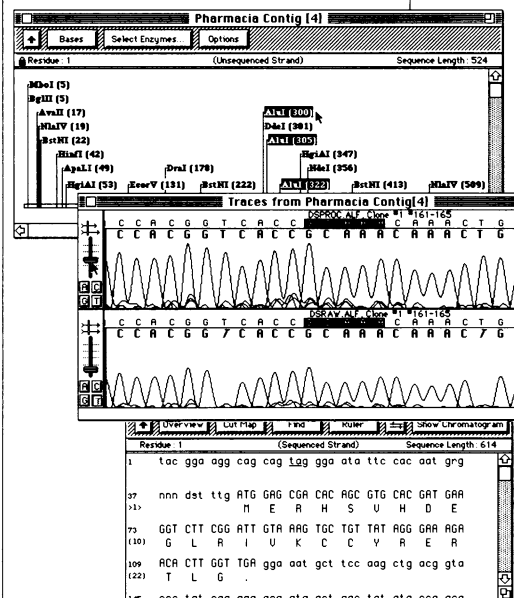 Pharmacia Contig [4]
Bases Select Enzymes... Options
Residue : 1 (Unsequenced Strand) Sequence Length : 524
MboI (5)
BglII (5)
AvaII (17) AluI (300)
NlaIV (19) DdeI (301)
BstNI (22) AluI (305)
HinfI (42) HgiAI (347)
ApaLI (49) DraI (178) NdeI (356)
HgiAI (53) EcorV (131) BstNI (222) AluI (322) BstNI (413) NlaIV (509)
Traces from Pharmacia Contig[4]
DSPROC.ALF Clone #1 #161-165
C C A C G G T C A C C G C A A A C A A A C T G
C C A C G G T C A C C G C A A A C A A A C T G
A C
G T
DSRAW.ALF Clone #1 #161-165
C C A C G G T C A C C G C A A A C A A A C T G
C C A C G G T C A C C G C A A A C A A A C T G
A C
G T
Overview Cut Map Find Ruler Show Chromatogram
Residue : 1 (Sequenced Strand) Sequence Length : 614
1 tac gga agg cag cag tag gga ata ttc cac aat grg
37 nnn dst ttg ATG GAG CGA CAC AGC GTG CAC GAT GAA
>1> M E R H S V H D E
73 GGT CTT CGG ATT GTA AAG TGC TGT TAT AGG GAA AGA
(10) G L R I V K C C Y R E R
109 ACA CTT GGT TGA gga aat gct tcc aag ctg acg gta
(22) T L G .